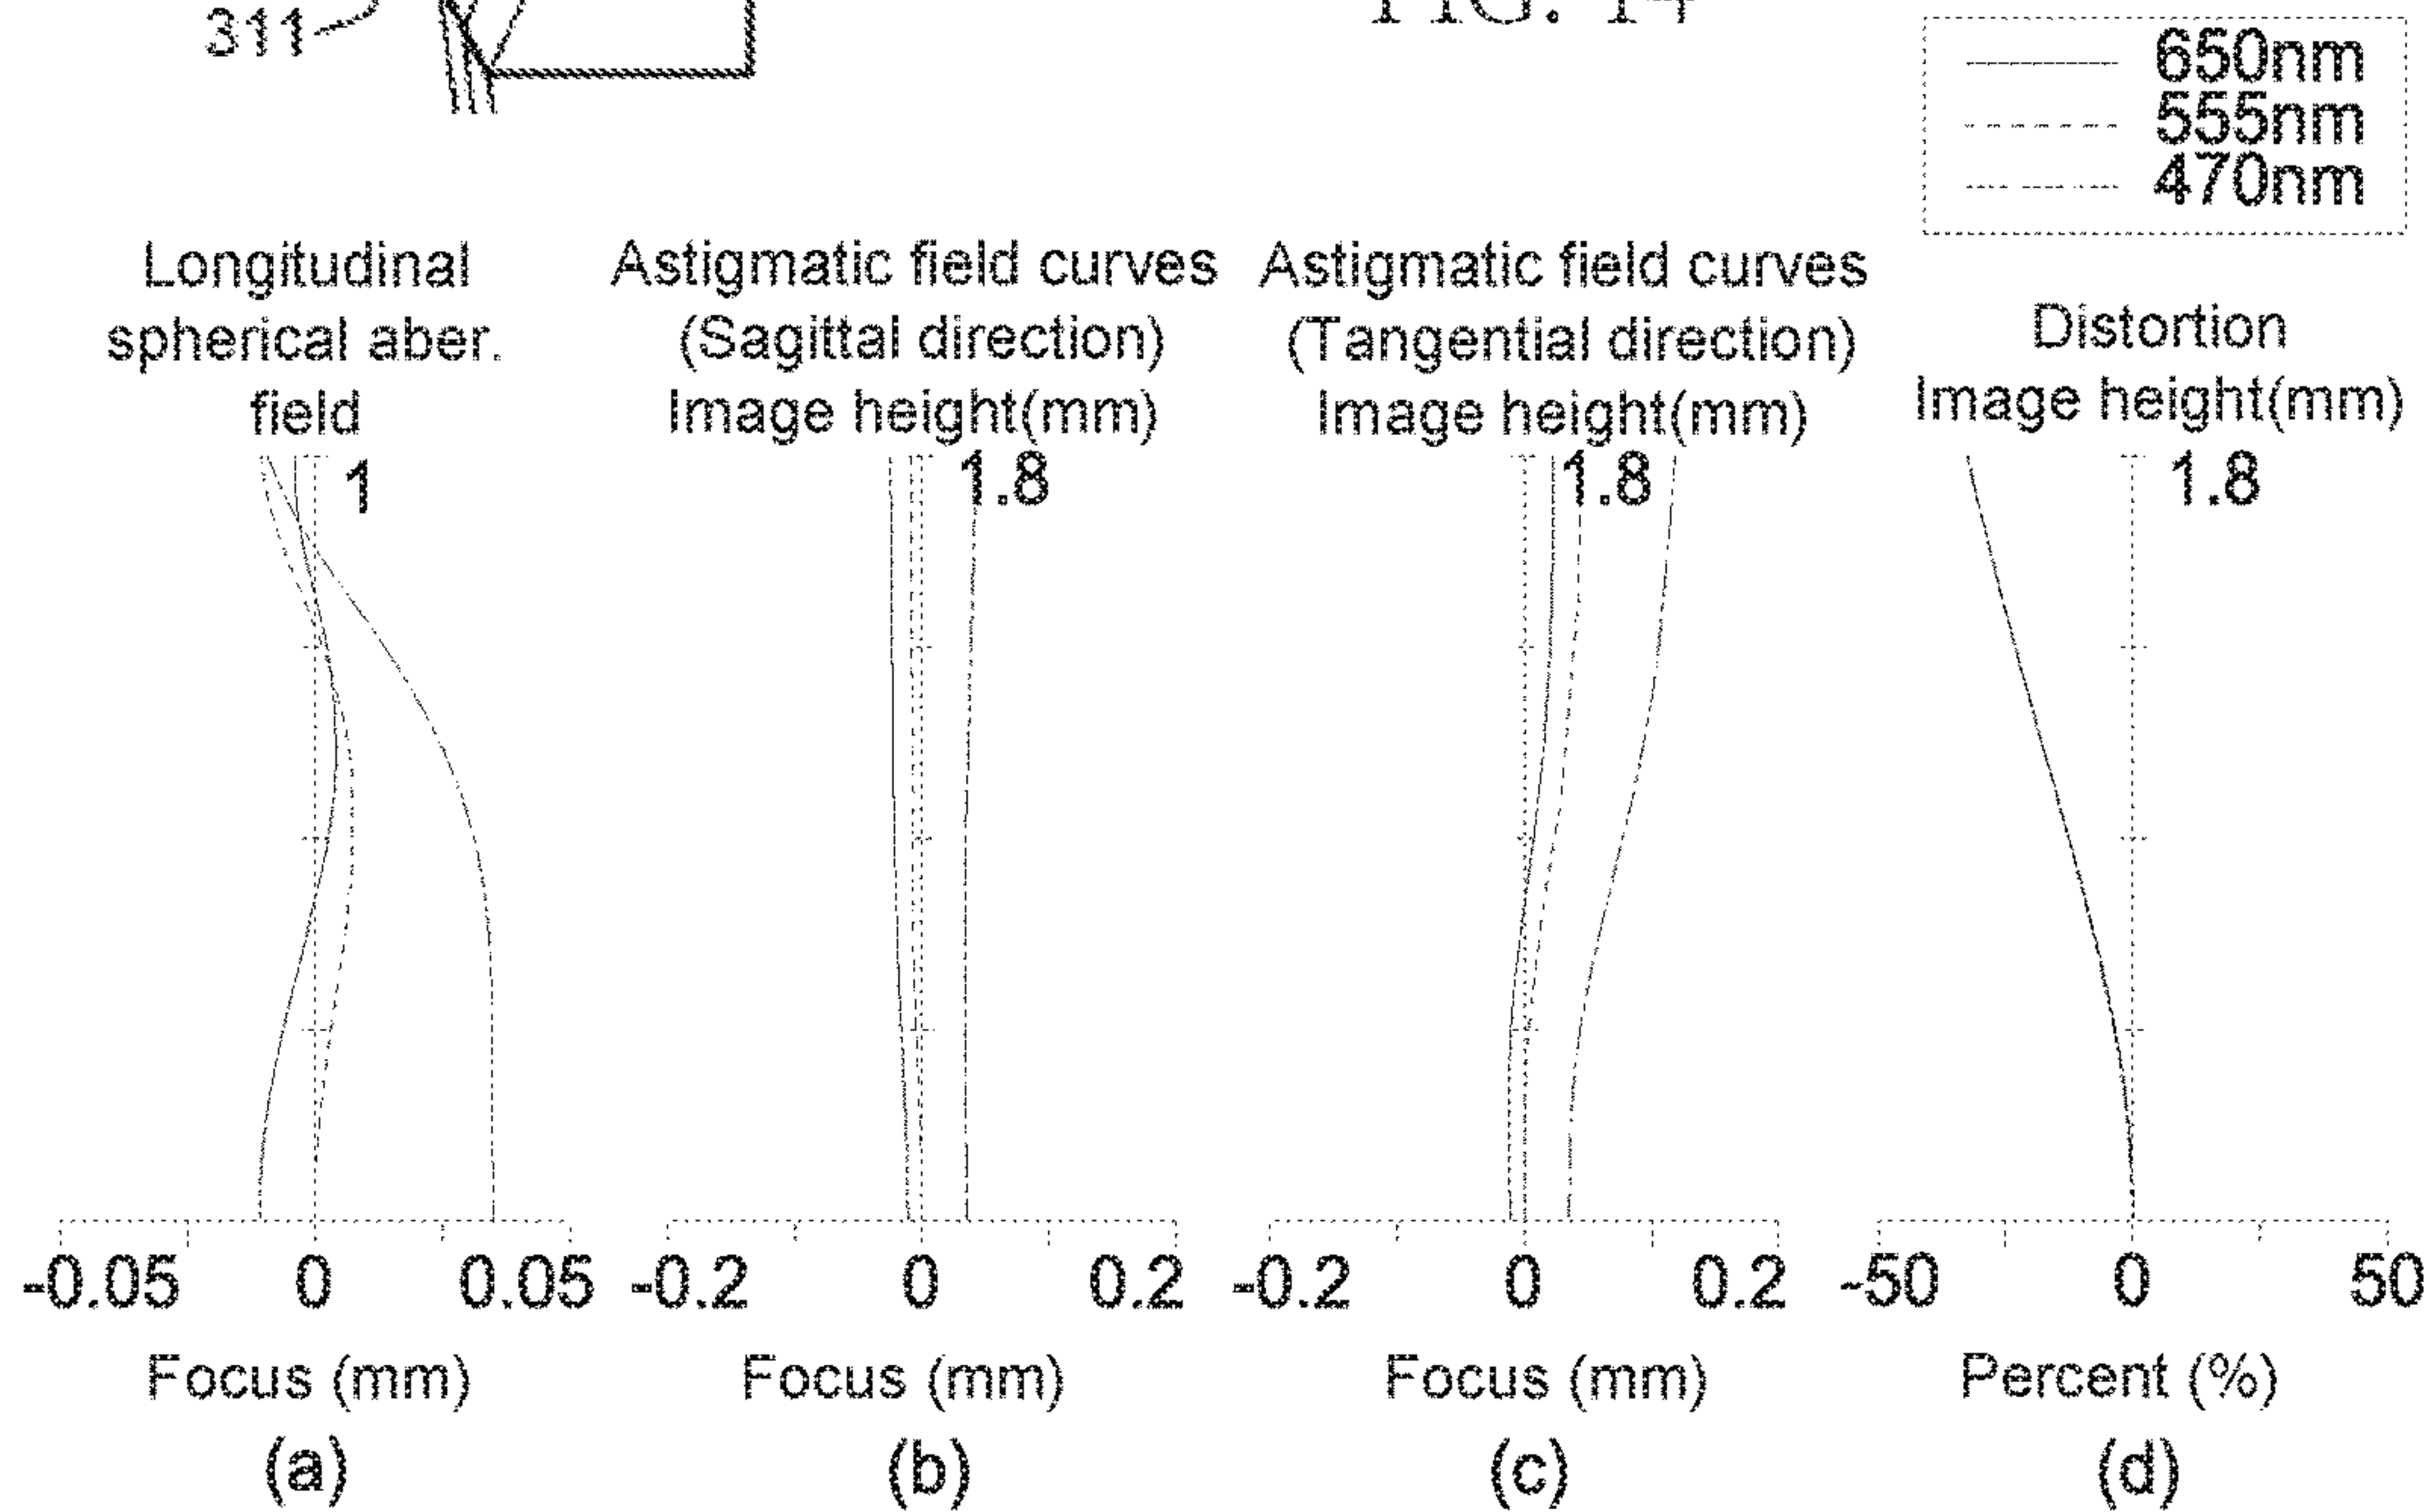 311
FIG. 14
650nm
555nm
470nm
Longitudinal
spherical aber.
field
1
Astigmatic field curves
(Sagittal direction)
Image height(mm)
1.8
Astigmatic field curves
(Tangential direction)
Image height(mm)
1.8
Distortion
Image height(mm)
1.8
-0.05 0 0.05
Focus (mm)
(a)
-0.2 0 0.2
Focus (mm)
(b)
-0.2 0 0.2
Focus (mm)
(c)
-50 0 50
Percent (%)
(d)